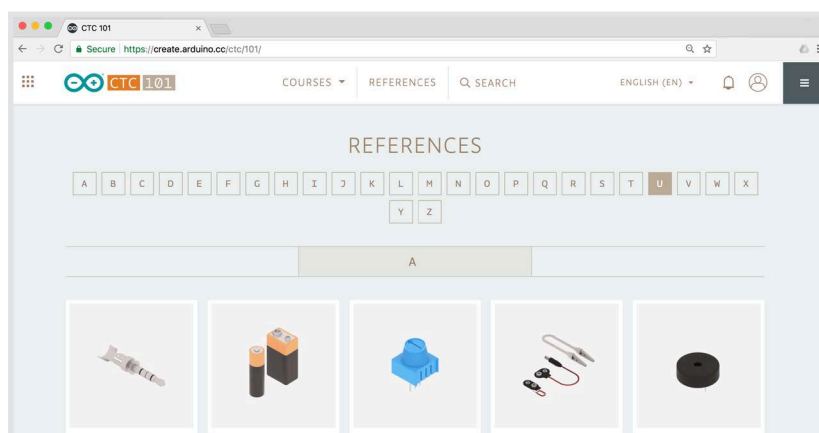 CTC 101
Secure https://create.arduino.cc/ctc/101/
CTC 101 COURSES REFERENCES SEARCH ENGLISH (EN)
REFERENCES
A B C D E F G H I J K L M N O P Q R S T U V W X
Y Z
A